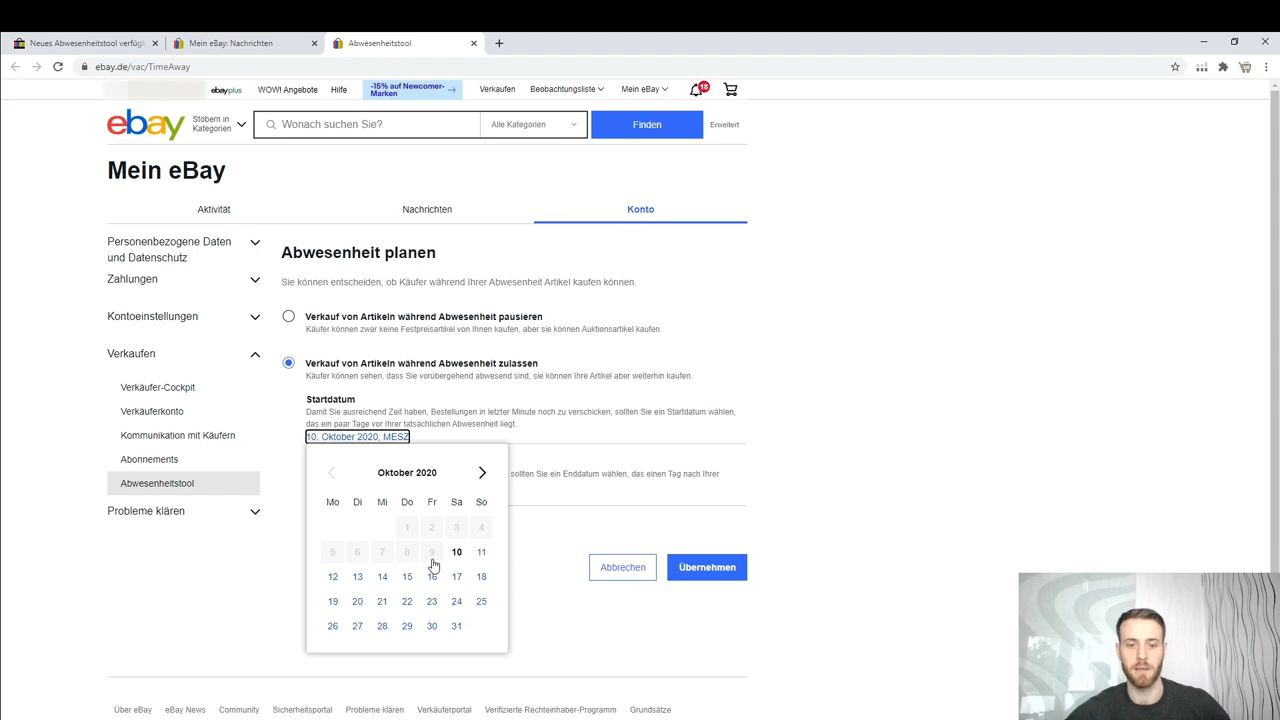 Neues Abwesenheitstool verfügb
Mein eBay: Nachrichten
Abwesenheitstool
ebay.de/vac/TimeAway
ebayplus
WOW! Angebote
Hilfe
-15% auf Newcomer-
Marken
Verkaufen
Beobachtungsliste
Mein eBay
18
ebay
Stöbern in
Kategorien
Wonach suchen Sie?
Alle Kategorien
Finden
Erweitert
Mein eBay
Aktivität
Nachrichten
Konto
Personenbezogene Daten
und Datenschutz
Zahlungen
Kontoeinstellungen
Verkaufen
Verkäufer-Cockpit
Verkäuferkonto
Kommunikation mit Käufern
Abonnements
Abwesenheitstool
Probleme klären
Abwesenheit planen
Sie können entscheiden, ob Käufer während Ihrer Abwesenheit Artikel kaufen können.
Verkauf von Artikeln während Abwesenheit pausieren
Käufer können zwar keine Festpreisartikel von Ihnen kaufen, aber sie können Auktionsartikel kaufen.
Verkauf von Artikeln während Abwesenheit zulassen
Käufer können sehen, dass Sie vorübergehend abwesend sind, sie können Ihre Artikel aber weiterhin kaufen.
Startdatum
Damit Sie ausreichend Zeit haben, Bestellungen in letzter Minute noch zu verschicken, sollten Sie ein Startdatum wählen,
das ein paar Tage vor Ihrer tatsächlichen Abwesenheit liegt.
10. Oktober 2020, MESZ
sollten Sie ein Enddatum wählen, das einen Tag nach Ihrer
Oktober 2020
Mo Di Mi Do Fr Sa So
1 2 3 4
5 6 7 8 9 10 11
12 13 14 15 16 17 18
19 20 21 22 23 24 25
26 27 28 29 30 31
Abbrechen
Übernehmen
Über eBay
eBay News
Community
Sicherheitsportal
Probleme klären
Verkäuferportal
Verifizierte Rechteinhaber-Programm
Grundsätze